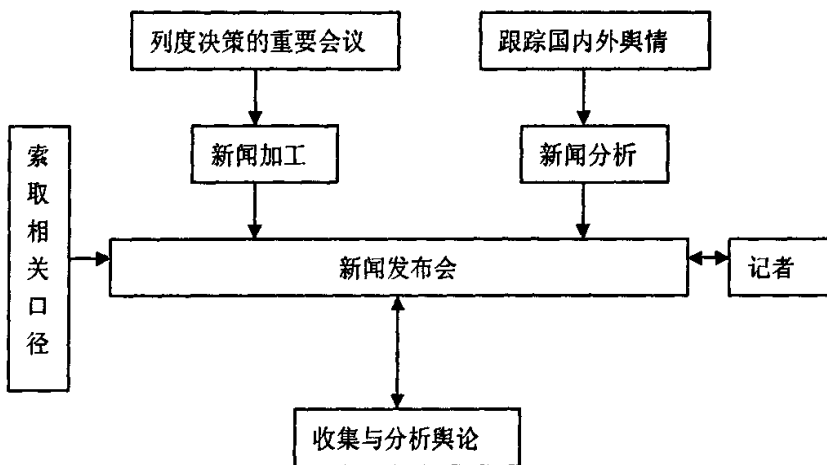 列度决策的重要会议
跟踪国内外舆情
新闻加工
新闻分析
索取相关口径
新闻发布会
记者
收集与分析舆论